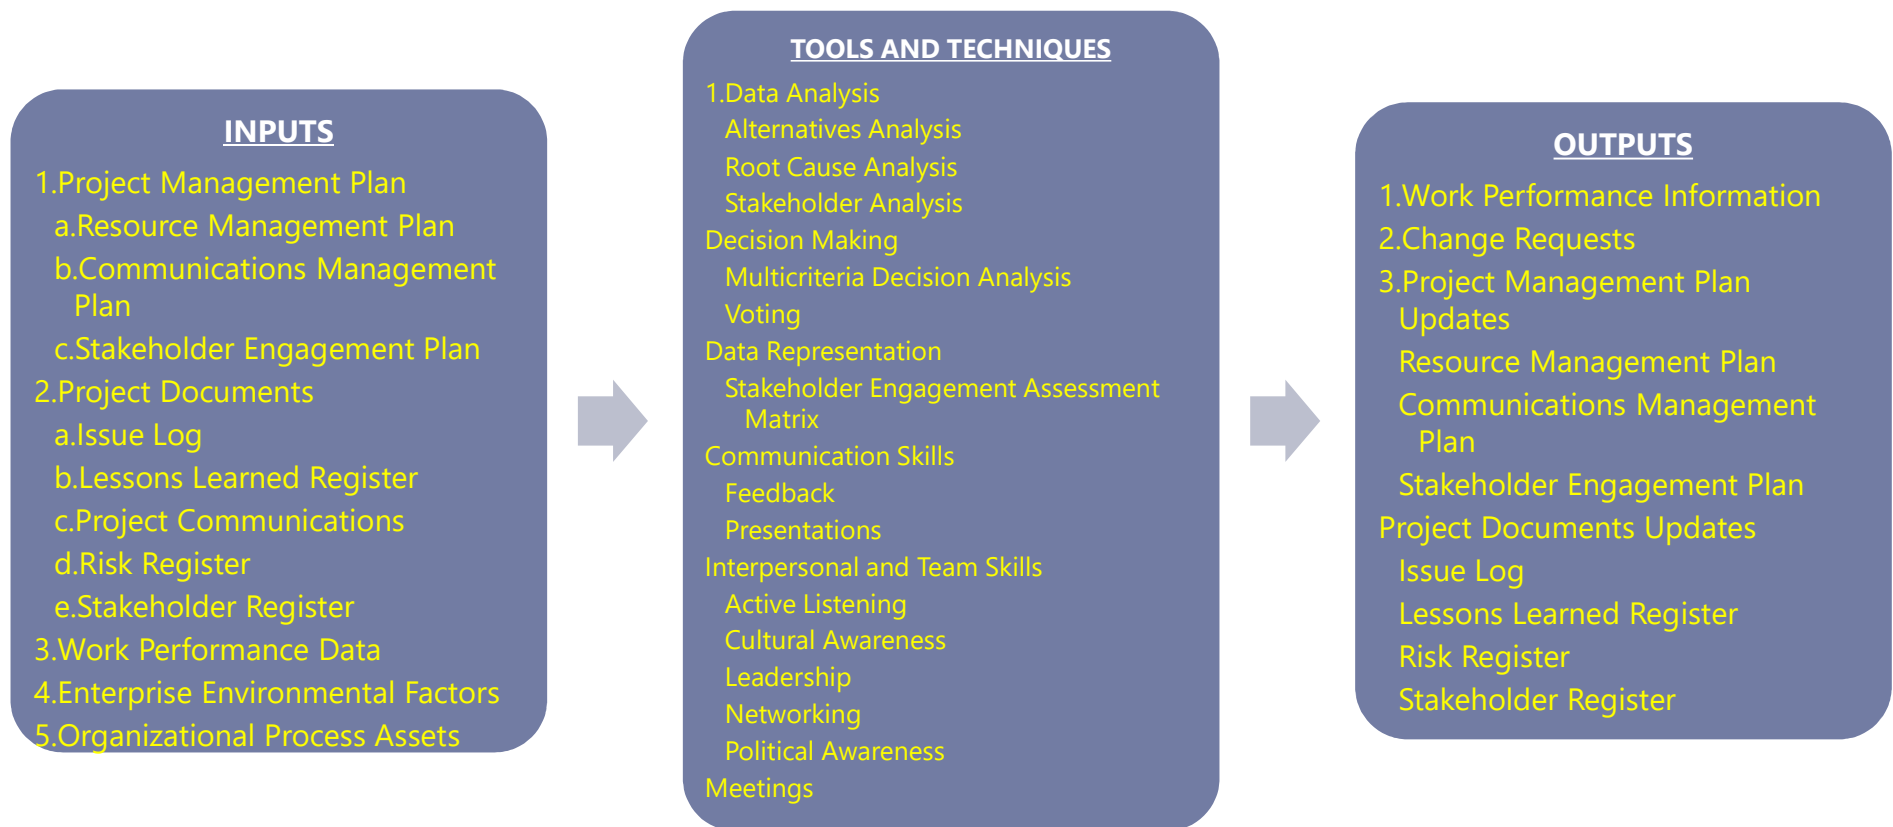 INPUTS
1.Project Management Plan
a.Resource Management Plan
b.Communications Management
Plan
c.Stakeholder Engagement Plan
2.Project Documents
a.Issue Log
b.Lessons Learned Register
c.Project Communications
d.Risk Register
e.Stakeholder Register
3.Work Performance Data
4.Enterprise Environmental Factors
5.Organizational Process Assets
TOOLS AND TECHNIQUES
1.Data Analysis
Alternatives Analysis
Root Cause Analysis
Stakeholder Analysis
Decision Making
Multicriteria Decision Analysis
Voting
Data Representation
Stakeholder Engagement Assessment
Matrix
Communication Skills
Feedback
Presentations
Interpersonal and Team Skills
Active Listening
Cultural Awareness
Leadership
Networking
Political Awareness
Meetings
OUTPUTS
1.Work Performance Information
2.Change Requests
3.Project Management Plan
Updates
Resource Management Plan
Communications Management
Plan
Stakeholder Engagement Plan
Project Documents Updates
Issue Log
Lessons Learned Register
Risk Register
Stakeholder Register